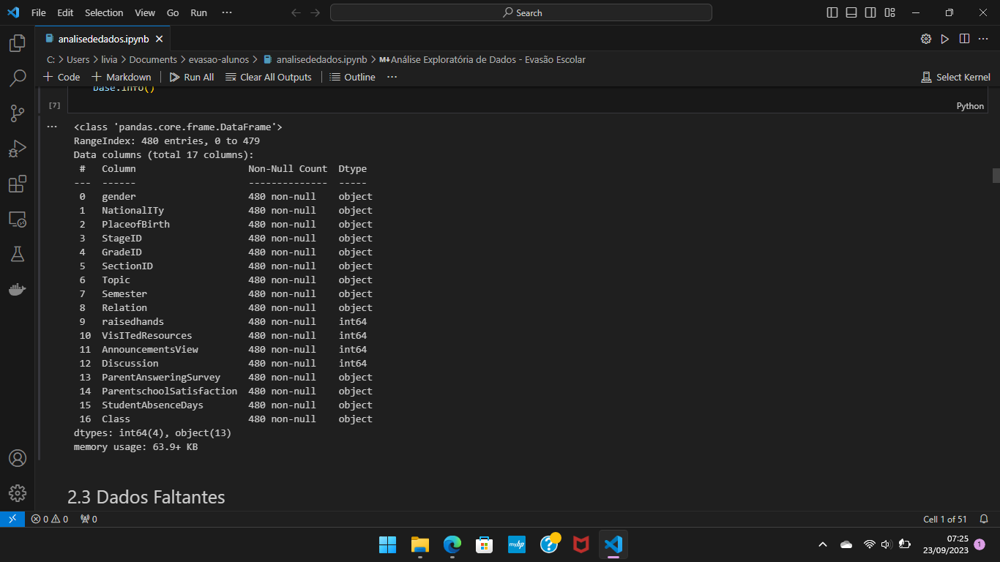 File Edit Selection View Go Run ···
Search
analisededados.ipynb
C: > Users > livia > Documents > evasao-alunos > analisededados.ipynb > M↓Análise Exploratória de Dados - Evasão Escolar
+ Code + Markdown Run All Clear All Outputs Outline ···
Select Kernel
base.info()
[7]
Python
<class 'pandas.core.frame.DataFrame'>
RangeIndex: 480 entries, 0 to 479
Data columns (total 17 columns):
# Column Non-Null Count Dtype
--- ------ -------------- -----
0 gender 480 non-null object
1 NationalITy 480 non-null object
2 PlaceofBirth 480 non-null object
3 StageID 480 non-null object
4 GradeID 480 non-null object
5 SectionID 480 non-null object
6 Topic 480 non-null object
7 Semester 480 non-null object
8 Relation 480 non-null object
9 raisedhands 480 non-null int64
10 VisITedResources 480 non-null int64
11 AnnouncementsView 480 non-null int64
12 Discussion 480 non-null int64
13 ParentAnsweringSurvey 480 non-null object
14 ParentschoolSatisfaction 480 non-null object
15 StudentAbsenceDays 480 non-null object
16 Class 480 non-null object
dtypes: int64(4), object(13)
memory usage: 63.9+ KB
2.3 Dados Faltantes
0 0 0
Cell 1 of 51
myhp
07:25
23/09/2023
1